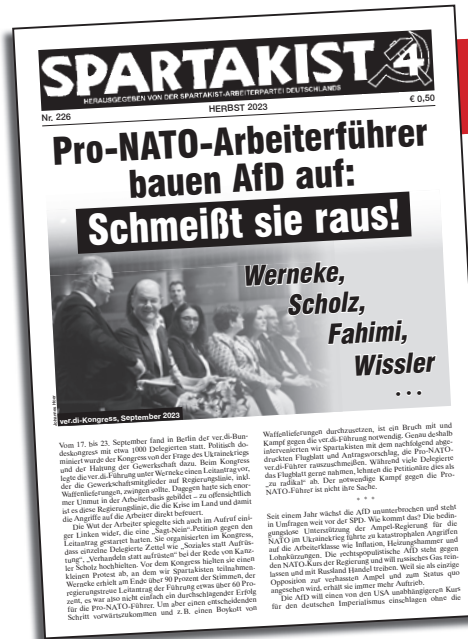 SPARTAKIST 4
HERAUSGEGEBEN VON DER SPARTAKIST-ARBEITERPARTEI DEUTSCHLANDS
Nr. 226
HERBST 2023
€ 0,50
Pro-NATO-Arbeiterführer
bauen AfD auf:
Schmeißt sie raus!
Werneke,
Scholz,
Fahimi,
Wissler
...
ver.di-Kongress, September 2023
Vom 17. bis 23. September fand in Berlin der ver.di-Bun-
deskongress mit etwa 1000 Delegierten statt. Politisch do-
miniert wurde der Kongress von der Frage des Ukrainekriegs
und der Haltung der Gewerkschaft dazu. Beim Kongress
legte die ver.di-Führung unter Werneke einen Leitantrag vor,
der die Gewerkschaftsmitglieder auf Regierungslinie, inkl.
Waffenlieferungen, zwingen sollte. Dagegen hatte sich enor-
mer Unmut in der Arbeiterbasis gebildet – zu offensichtlich
ist es diese Regierungslinie, die die Krise im Land und damit
die Angriffe auf die Arbeiter direkt befeuert.
Die Wut der Arbeiter spiegelte sich auch im Aufruf eini-
ger Linken wider, die eine „Sagt-Nein“-Petition gegen den
Leitantrag gestartet hatten. Sie organisierten im Kongress,
dass einzelne Delegierte Zettel wie „Soziales statt Aufrüs-
tung“, „Verhandeln statt aufrüsten“ bei der Rede von Kanz-
ler Scholz hochhielten. Vor dem Kongress hielten sie einen
kleinen Protest ab, an dem wir Spartakisten teilnahmen.
Werneke erhielt am Ende über 90 Prozent der Stimmen, der
regierungstreue Leitantrag der Führung etwas über 60 Pro-
zent, es war also nicht einfach ein durchschlagender Erfolg
für die Pro-NATO-Führer. Um aber einen entscheidenden
Schritt vorwärtszukommen und z. B. einen Boykott von
Waffenlieferungen durchzusetzen, ist ein Bruch mit und
Kampf gegen die ver.di-Führung notwendig. Genau deshalb
intervenierten wir Spartakisten mit dem nachfolgend abge-
druckten Flugblatt und Antragsvorschlag, die Pro-NATO-
ver.di-Führer rauszuschmeißen. Während viele Delegierte
das Flugblatt gerne nahmen, lehnten die Petitionäre dies als
„zu radikal“ ab. Der notwendige Kampf gegen die Pro-
NATO-Führer ist nicht ihre Sache.
* * *
Seit einem Jahr wächst die AfD ununterbrochen und steht
in Umfragen weit vor der SPD. Wie kommt das? Die bedin-
gungslose Unterstützung der Ampel-Regierung für die
NATO im Ukrainekrieg führte zu katastrophalen Angriffen
auf die Arbeiterklasse wie Inflation, Heizungshammer und
Lohnkürzungen. Die rechtspopulistische AfD steht gegen
den NATO-Kurs der Regierung und will russisches Gas rein-
lassen und mit Russland Handel treiben. Weil sie als einzige
Opposition zur verhassten Ampel und zum Status quo
angesehen wird, erhält sie immer mehr Auftrieb.
Die AfD will einen von den USA unabhängigeren Kurs
für den deutschen Imperialismus einschlagen ohne die